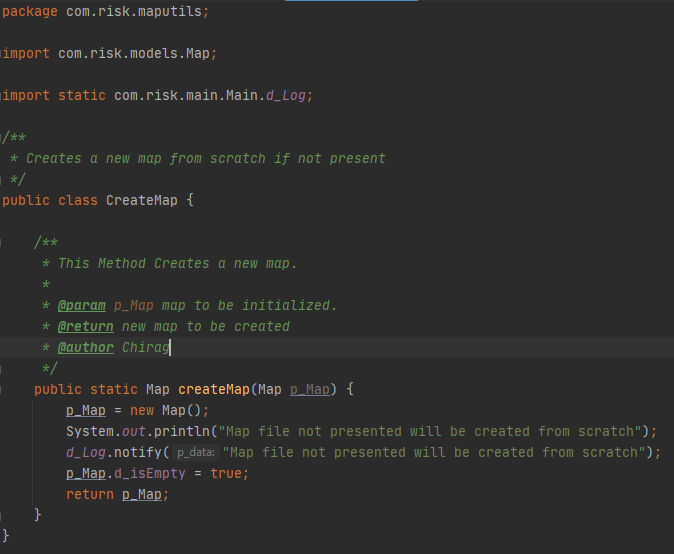 package com.risk.maputils;
import com.risk.models.Map;
import static com.risk.main.Main.d_Log;
/**
 * Creates a new map from scratch if not present
 */
public class CreateMap {
    /**
     * This Method Creates a new map.
     *
     * @param p_Map map to be initialized.
     * @return new map to be created
     * @author Chirag
     */
    public static Map createMap(Map p_Map) {
        p_Map = new Map();
        System.out.println("Map file not presented will be created from scratch");
        d_Log.notify( p_data: "Map file not presented will be created from scratch");
        p_Map.d_isEmpty = true;
        return p_Map;
    }
}